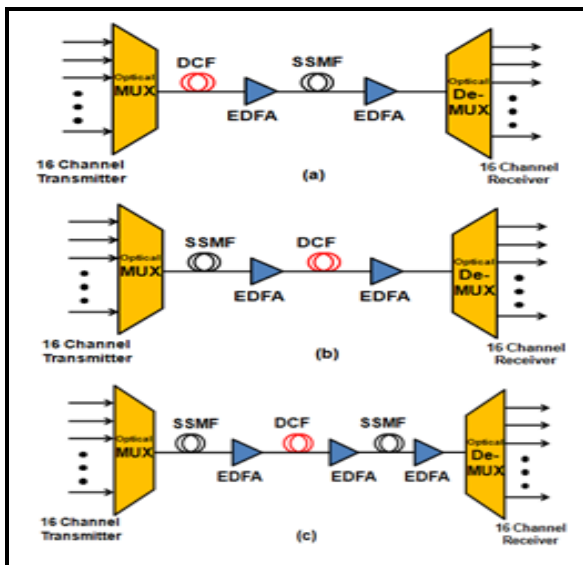 DCF SSMF
Optical MUX
EDFA EDFA
Optical De-MUX
16 Channel Transmitter
(a)
16 Channel Receiver
SSMF DCF
Optical MUX
EDFA EDFA
Optical De-MUX
16 Channel Transmitter
(b)
16 Channel Receiver
SSMF DCF SSMF
Optical MUX
EDFA EDFA EDFA
Optical De-MUX
16 Channel Transmitter
(c)
16 Channel Receiver